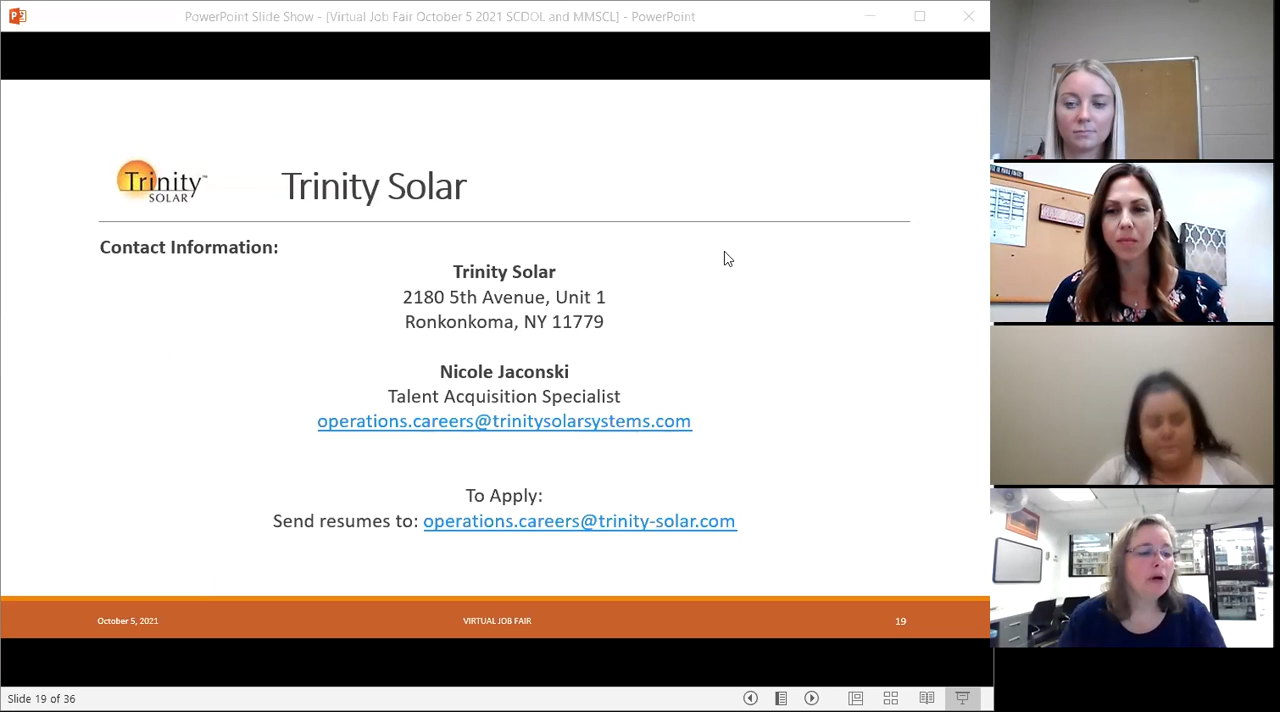 PowerPoint Slide Show - [Virtual Job Fair October 5 2021 SCDOL and MMSCL] - PowerPoint
Trinity™
SOLAR
Trinity Solar
Contact Information:
Trinity Solar
2180 5th Avenue, Unit 1
Ronkonkoma, NY 11779
Nicole Jaconski
Talent Acquisition Specialist
operations.careers@trinitysolarsystems.com
To Apply:
Send resumes to: operations.careers@trinity-solar.com
October 5, 2021
VIRTUAL JOB FAIR
19
Slide 19 of 36